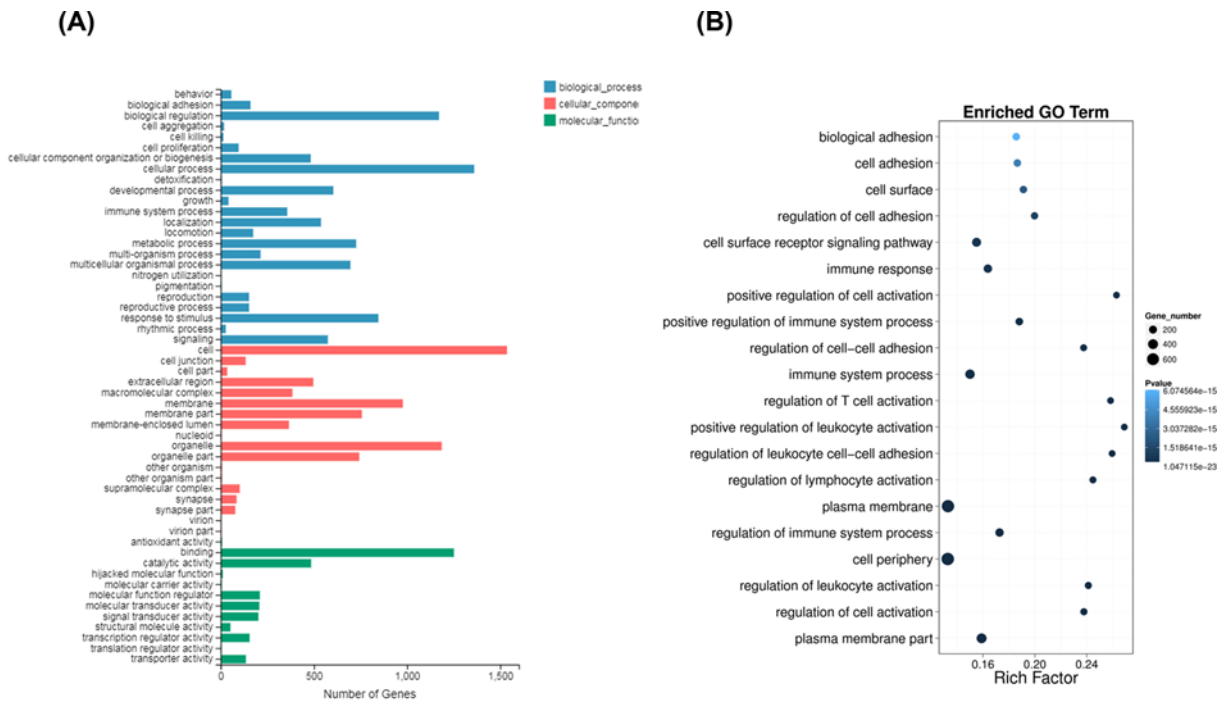 (A)
behavior
biological adhesion
biological regulation
cell aggregation
cell killing
cell proliferation
cellular component organization or biogenesis
cellular process
detoxification
developmental process
growth
immune system process
localization
locomotion
metabolic process
multi-organism process
multicellular organismal process
nitrogen utilization
pigmentation
reproduction
reproductive process
response to stimulus
rhythmic process
signaling
cell
cell junction
cell part
extracellular region
macromolecular complex
membrane
membrane part
membrane-enclosed lumen
nucleoid
organelle
organelle part
other organism
other organism part
supramolecular complex
synapse
synapse part
virion
virion part
antioxidant activity
binding
catalytic activity
hijacked molecular function
molecular carrier activity
molecular function regulator
molecular transducer activity
signal transducer activity
structural molecule activity
transcription regulator activity
translation regulator activity
transporter activity
0 500 1,000 1,500
Number of Genes
biological_process
cellular_compone
molecular_functio
(B)
Enriched GO Term
biological adhesion
cell adhesion
cell surface
regulation of cell adhesion
cell surface receptor signaling pathway
immune response
positive regulation of cell activation
positive regulation of immune system process
regulation of cell-cell adhesion
immune system process
regulation of T cell activation
positive regulation of leukocyte activation
regulation of leukocyte cell-cell adhesion
regulation of lymphocyte activation
plasma membrane
regulation of immune system process
cell periphery
regulation of leukocyte activation
regulation of cell activation
plasma membrane part
0.16 0.20 0.24
Rich Factor
Gene_number
200
400
600
Pvalue
6.074564e-15
4.555923e-15
3.037282e-15
1.518641e-15
1.047115e-23